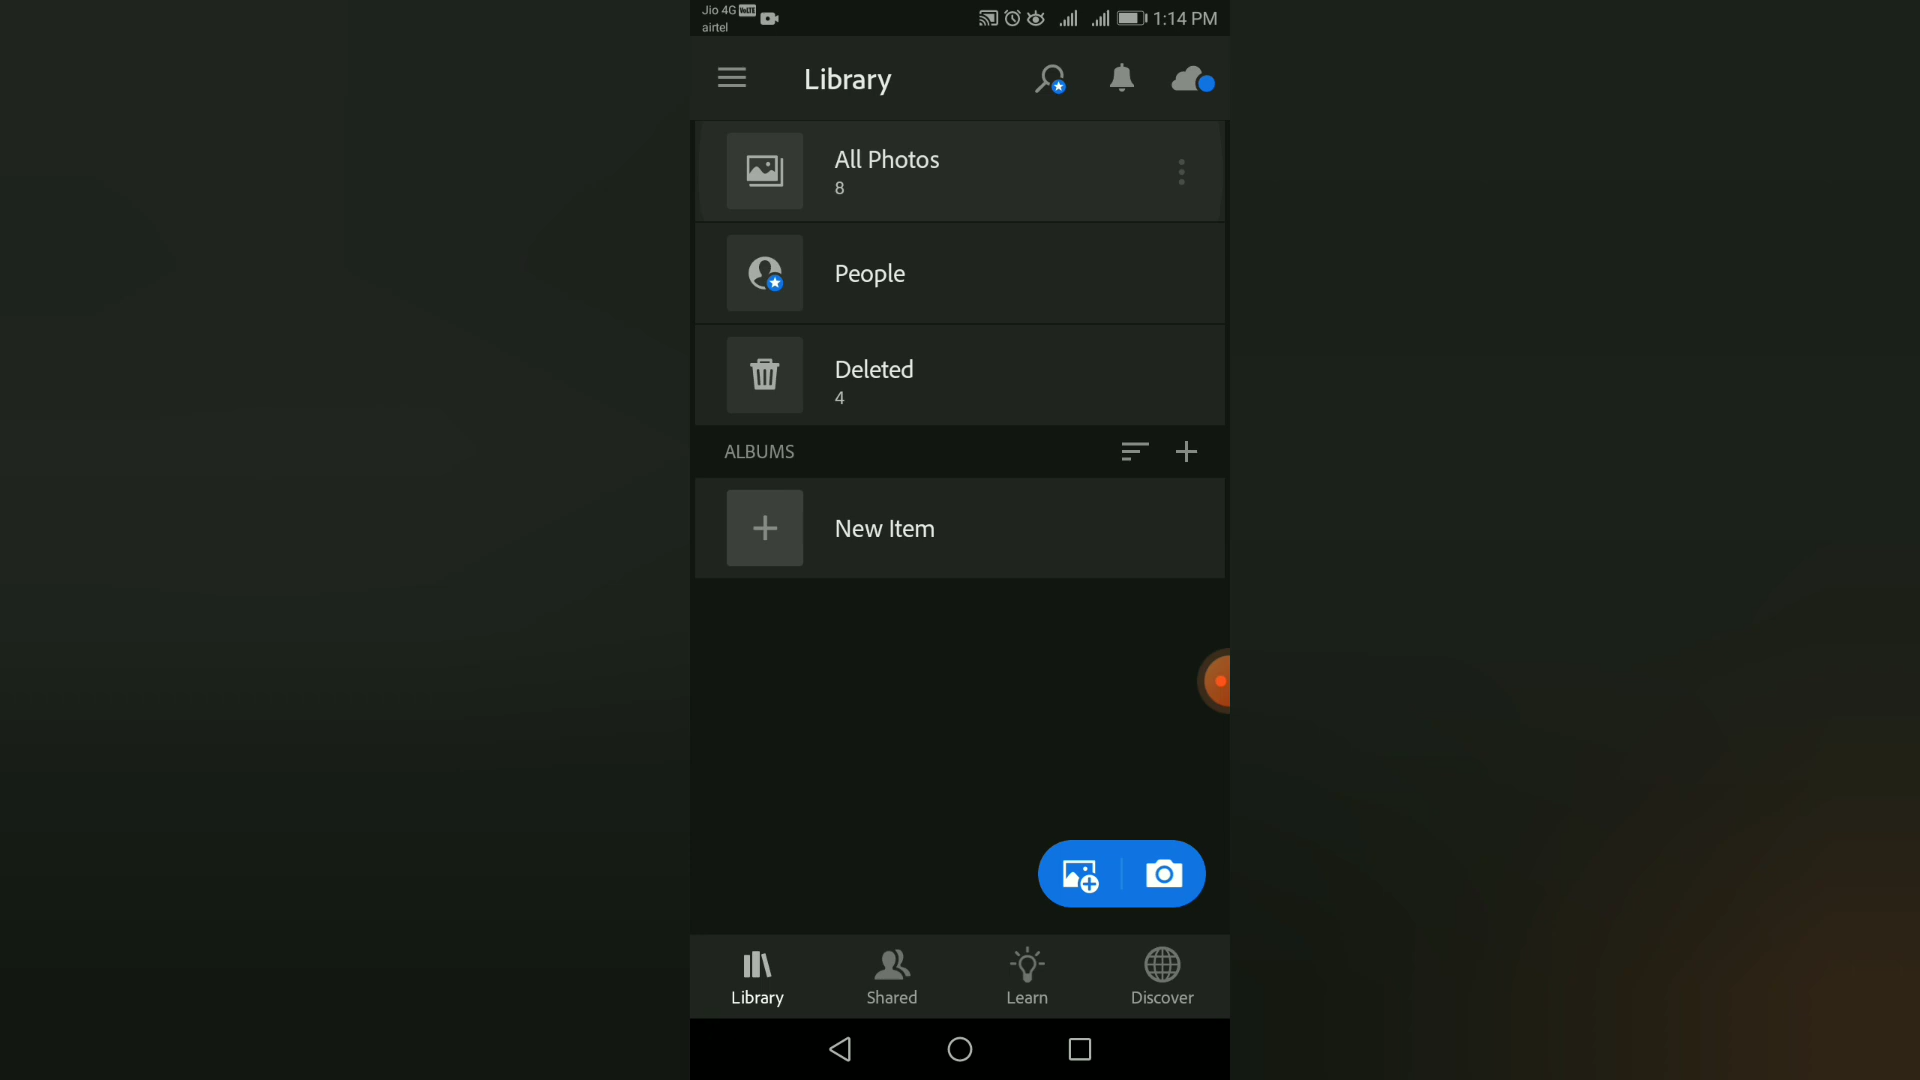 Jio 4G VoLTE
airtel
1:14 PM
Library
All Photos
8
People
Deleted
4
ALBUMS
New Item
Library
Shared
Learn
Discover